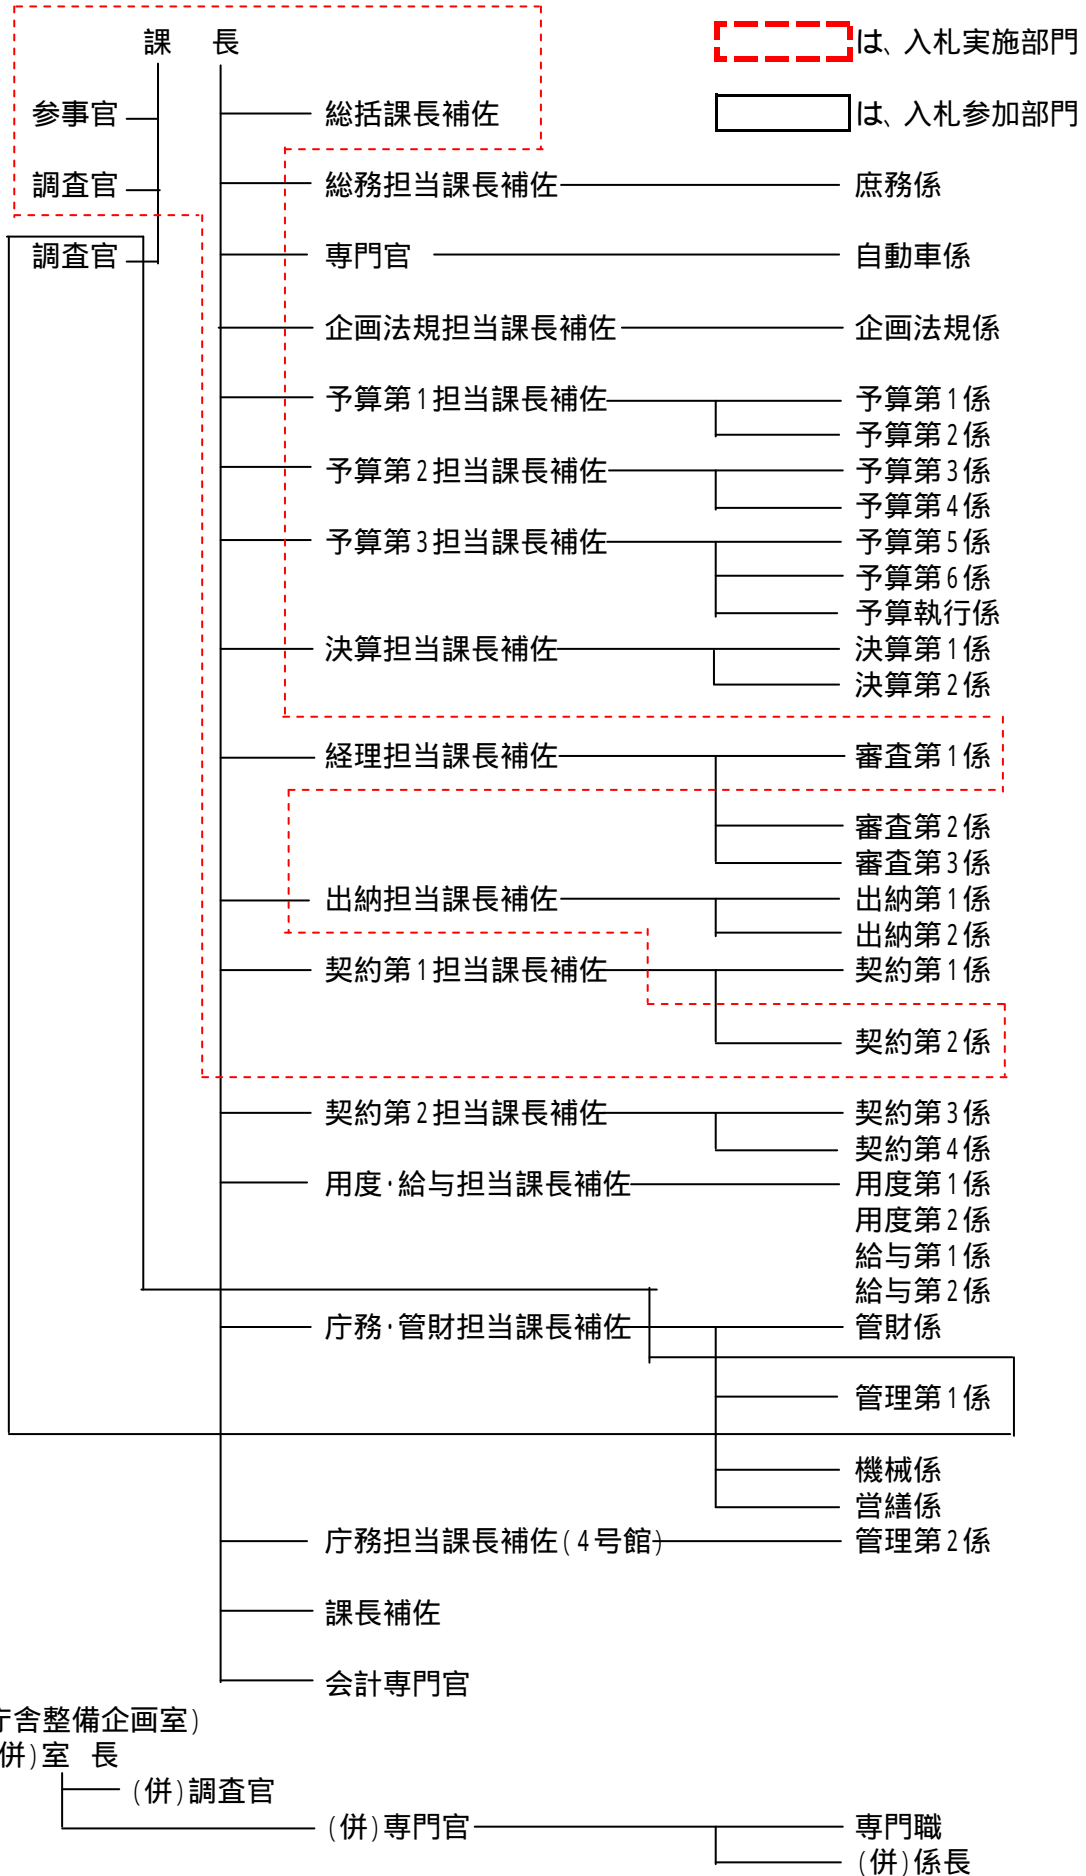 課 長
は、入札実施部門
参事官
総括課長補佐
は、入札参加部門
調査官
総務担当課長補佐
庶務係
調査官
専門官
自動車係
企画法規担当課長補佐
企画法規係
予算第1担当課長補佐
予算第1係
予算第2係
予算第2担当課長補佐
予算第3係
予算第4係
予算第3担当課長補佐
予算第5係
予算第6係
予算執行係
決算担当課長補佐
決算第1係
決算第2係
経理担当課長補佐
審査第1係
審査第2係
審査第3係
出納担当課長補佐
出納第1係
出納第2係
契約第1担当課長補佐
契約第1係
契約第2係
契約第2担当課長補佐
契約第3係
契約第4係
用度・給与担当課長補佐
用度第1係
用度第2係
給与第1係
給与第2係
庁務・管財担当課長補佐
管財係
管理第1係
機械係
営繕係
庁務担当課長補佐(4号館)
管理第2係
課長補佐
会計専門官
庁舎整備企画室)
併)室 長
(併)調査官
(併)専門官
専門職
(併)係長